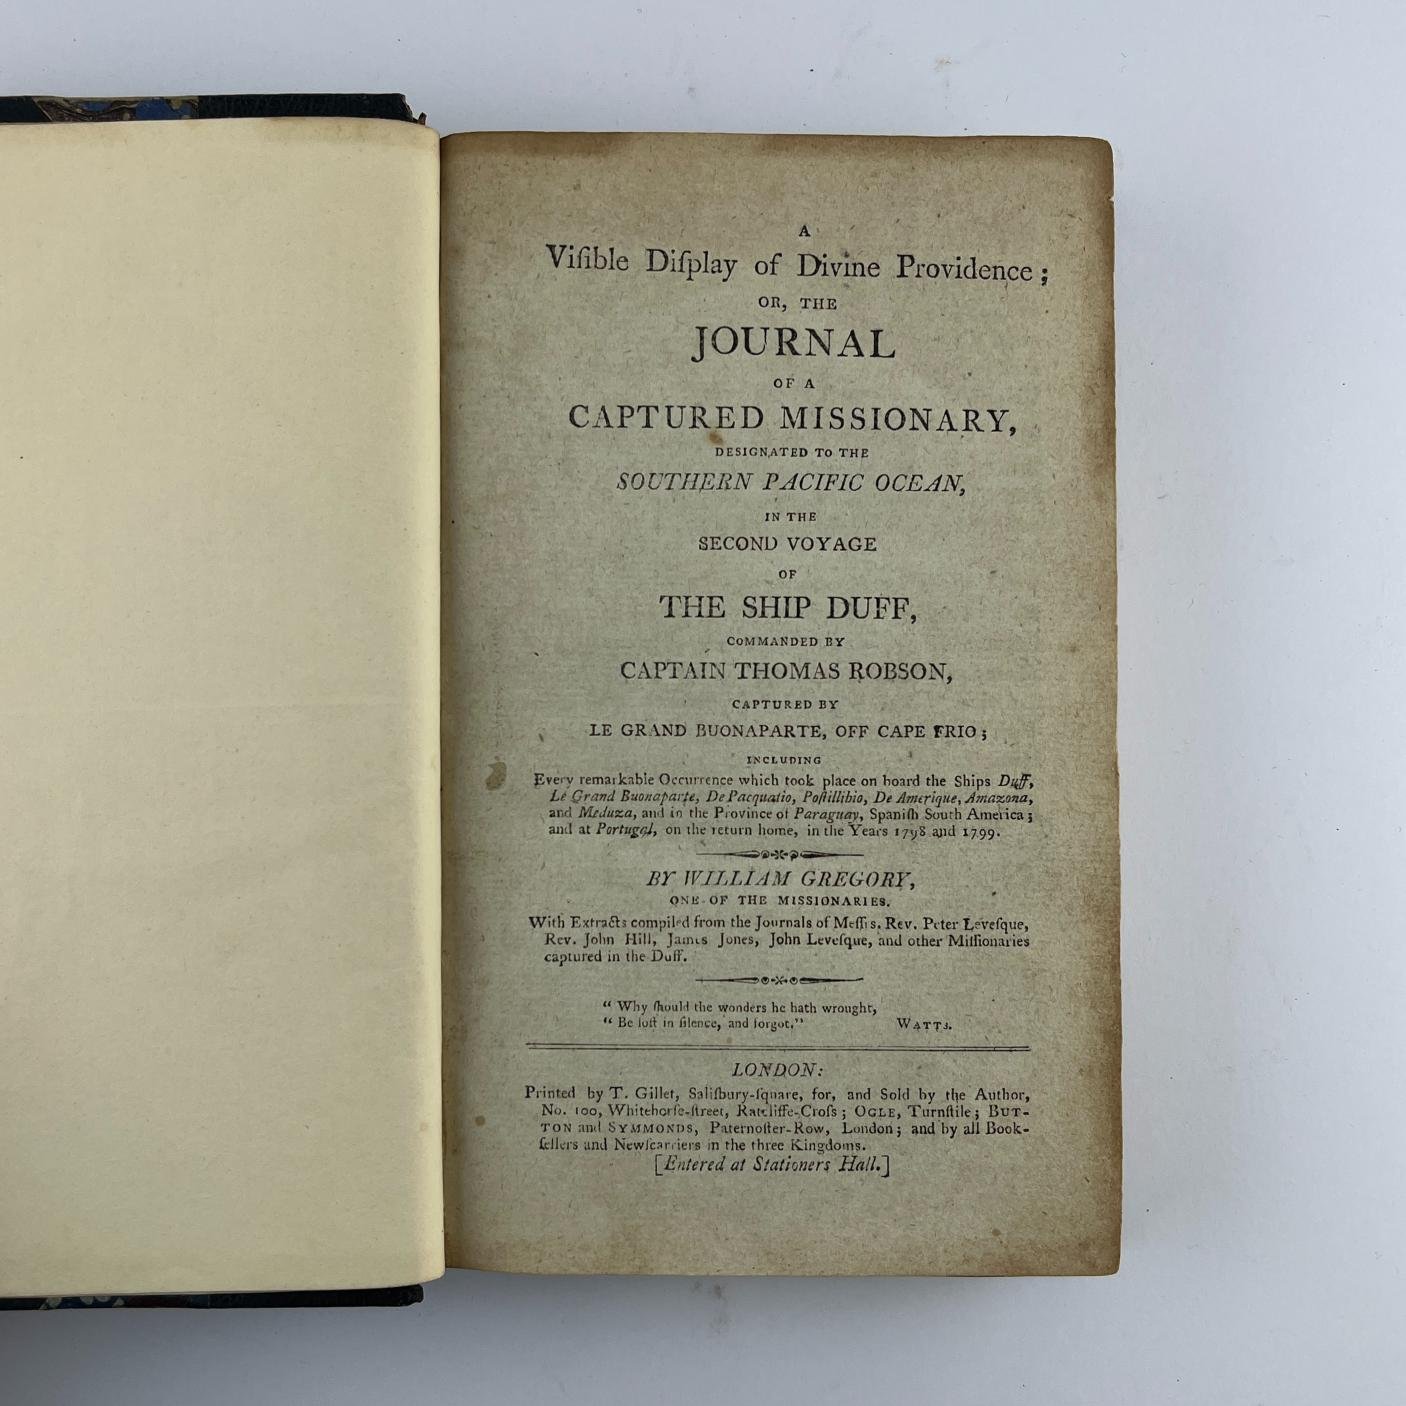 A
Viſible Diſplay of Divine Providence;
OR, THE
JOURNAL
OF A
CAPTURED MISSIONARY,
DESIGNATED TO THE
SOUTHERN PACIFIC OCEAN,
IN THE
SECOND VOYAGE
OF
THE SHIP DUFF,
COMMANDED BY
CAPTAIN THOMAS ROBSON,
CAPTURED BY
LE GRAND BUONAPARTE, OFF CAPE FRIO;
INCLUDING
Every remarkable Occurrence which took place on board the Ships Duff,
Le Grand Buonaparte, De Pacquatio, Poſtillibio, De Amerique, Amazona,
and Meduza, and in the Province of Paraguay, Spaniſh South America;
and at Portugal, on the return home, in the Years 1798 and 1799.
BY WILLIAM GREGORY,
ONE OF THE MISSIONARIES.
With Extracts compiled from the Journals of Meſſrs. Rev. Peter Leveſque,
Rev. John Hill, James Jones, John Leveſque, and other Miſſionaries
captured in the Duff.
“ Why ſhould the wonders he hath wrought,
“ Be loſt in ſilence, and forgot.” WATTS.
LONDON:
Printed by T. Gillet, Saliſbury-ſquare, for, and Sold by the Author,
No. 100, Whitehorſe-ſtreet, Ratcliffe-Croſs; OGLE, Turnſtile; BUT-
TON and SYMMONDS, Paternoſter-Row, London; and by all Book-
ſellers and Newſcarriers in the three Kingdoms.
[Entered at Stationers Hall.]